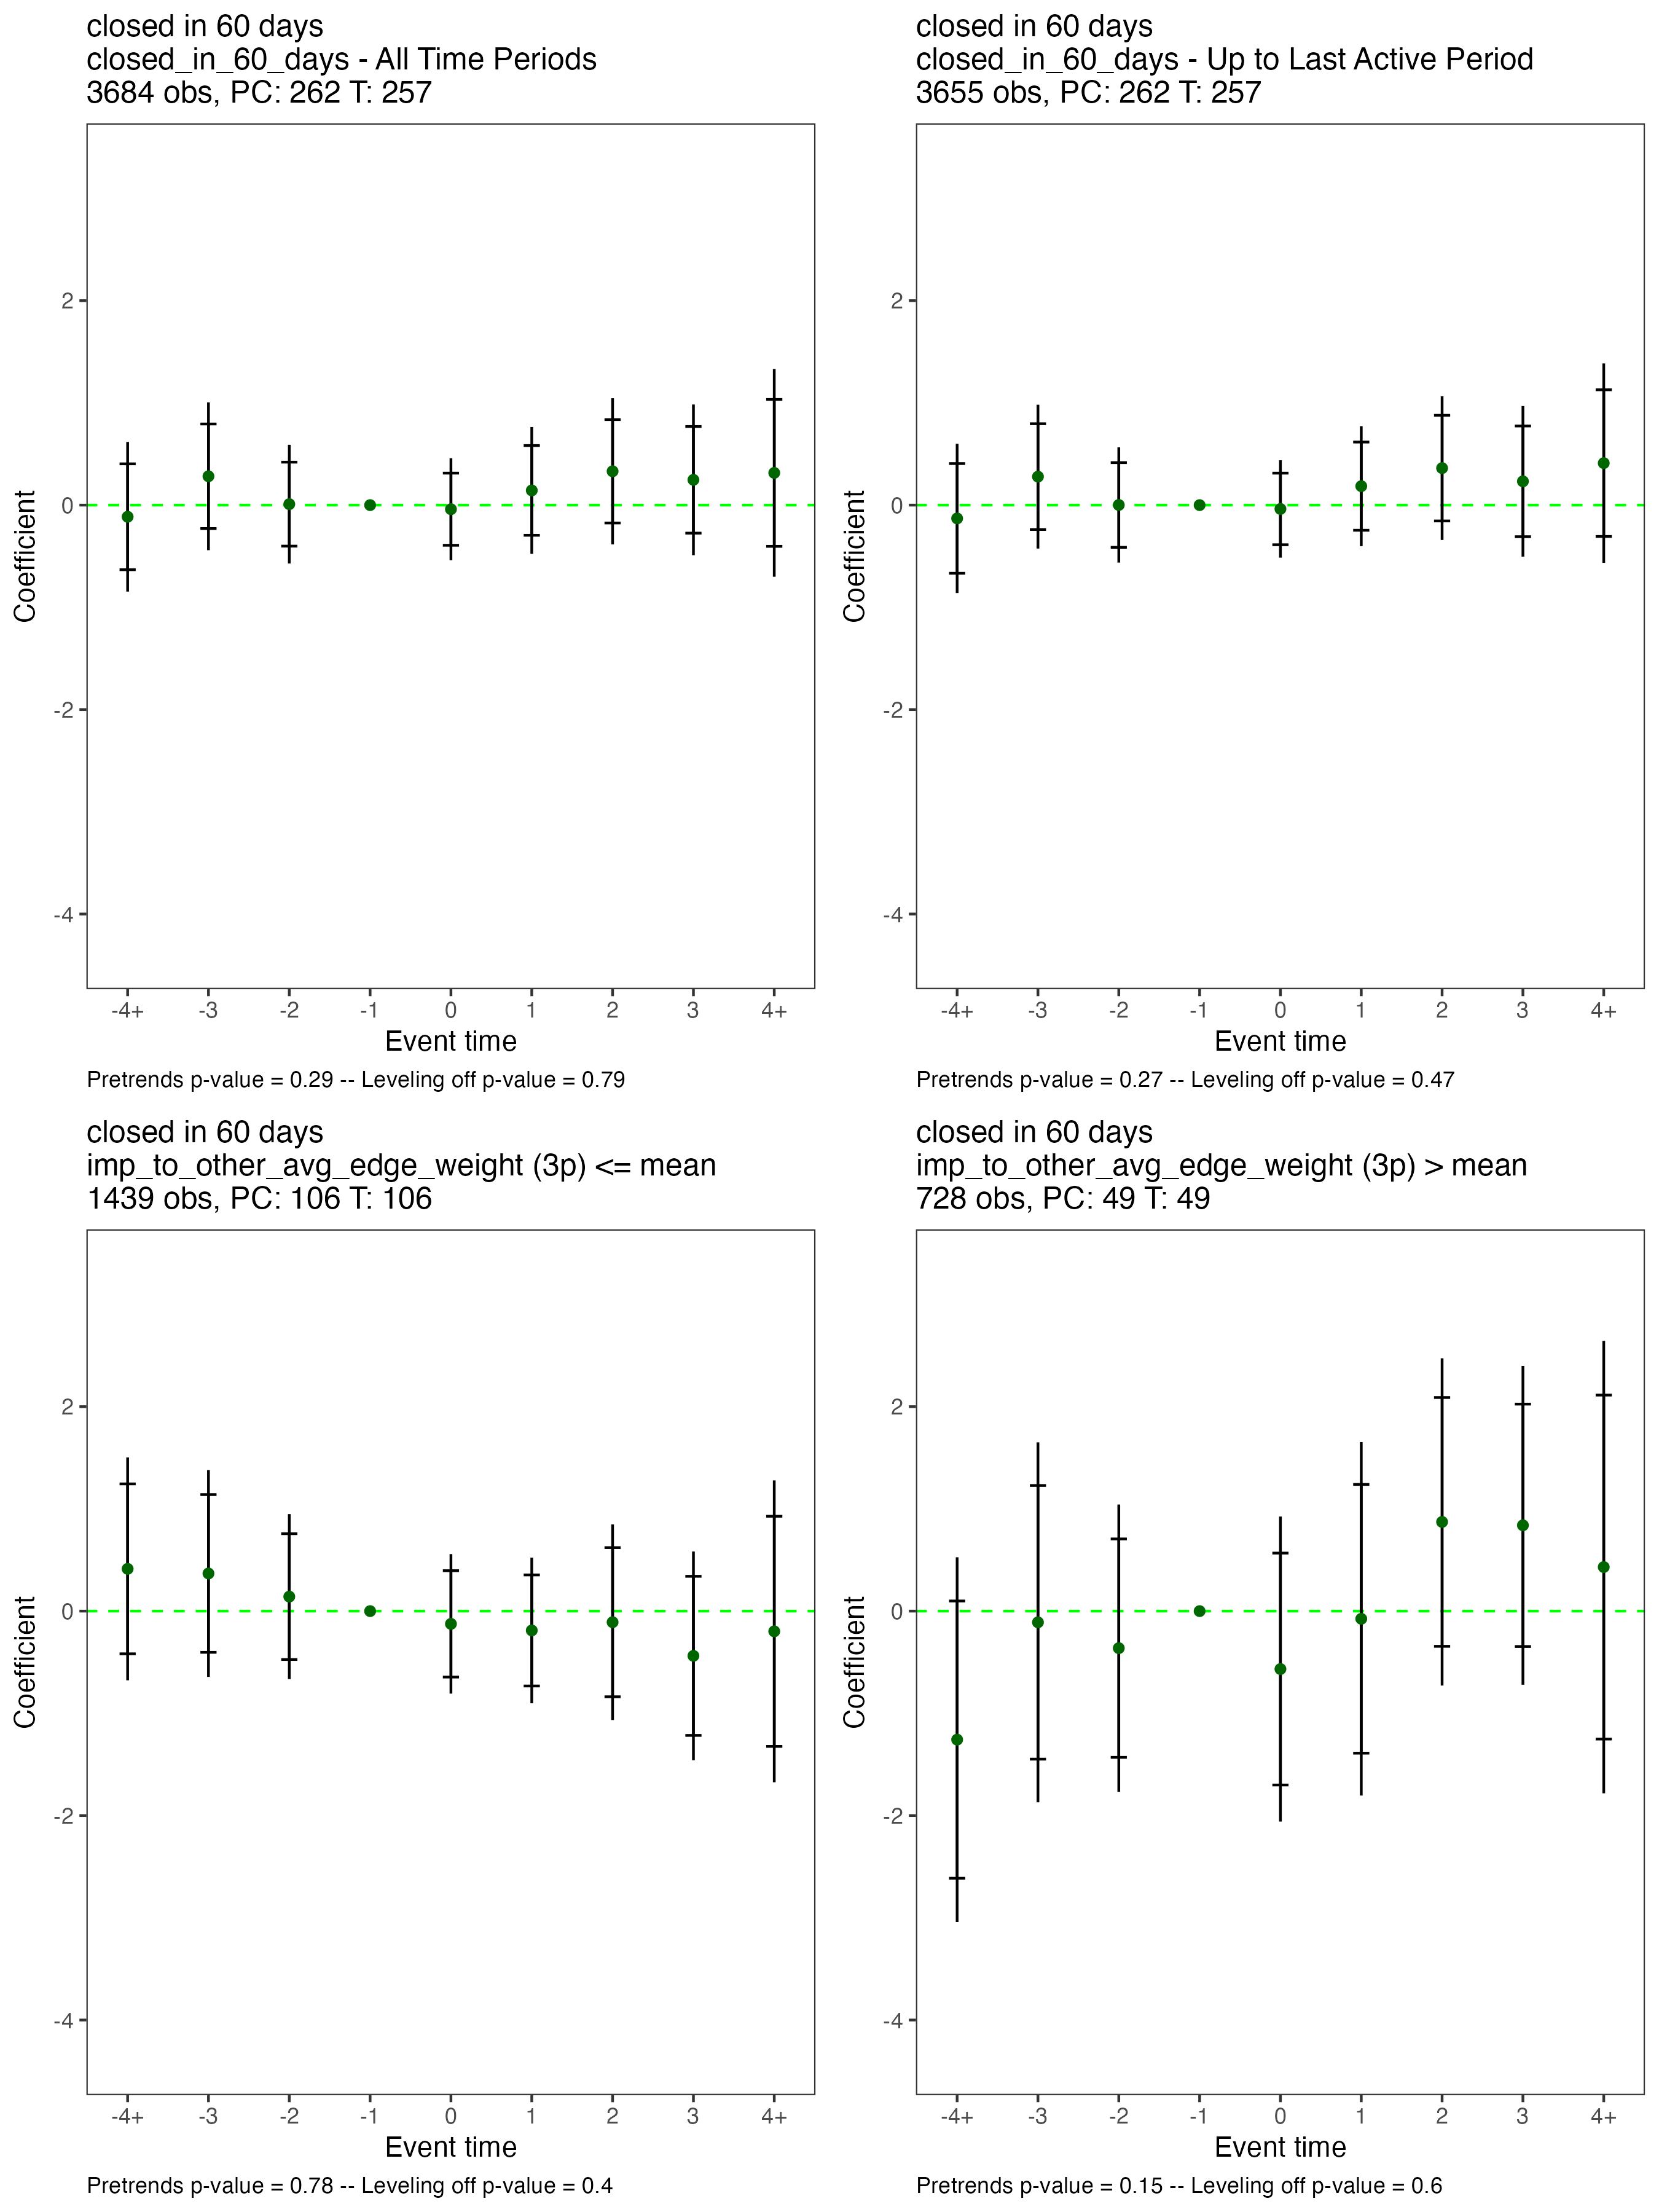 closed in 60 days
closed_in_60_days - All Time Periods
3684 obs, PC: 262 T: 257
2
0
-2
-4
Coefficient
-4+ -3 -2 -1 0 1 2 3 4+
Event time
Pretrends p-value = 0.29 -- Leveling off p-value = 0.79
closed in 60 days
closed_in_60_days - Up to Last Active Period
3655 obs, PC: 262 T: 257
2
0
-2
-4
Coefficient
-4+ -3 -2 -1 0 1 2 3 4+
Event time
Pretrends p-value = 0.27 -- Leveling off p-value = 0.47
closed in 60 days
imp_to_other_avg_edge_weight (3p) <= mean
1439 obs, PC: 106 T: 106
2
0
-2
-4
Coefficient
-4+ -3 -2 -1 0 1 2 3 4+
Event time
Pretrends p-value = 0.78 -- Leveling off p-value = 0.4
closed in 60 days
imp_to_other_avg_edge_weight (3p) > mean
728 obs, PC: 49 T: 49
2
0
-2
-4
Coefficient
-4+ -3 -2 -1 0 1 2 3 4+
Event time
Pretrends p-value = 0.15 -- Leveling off p-value = 0.6